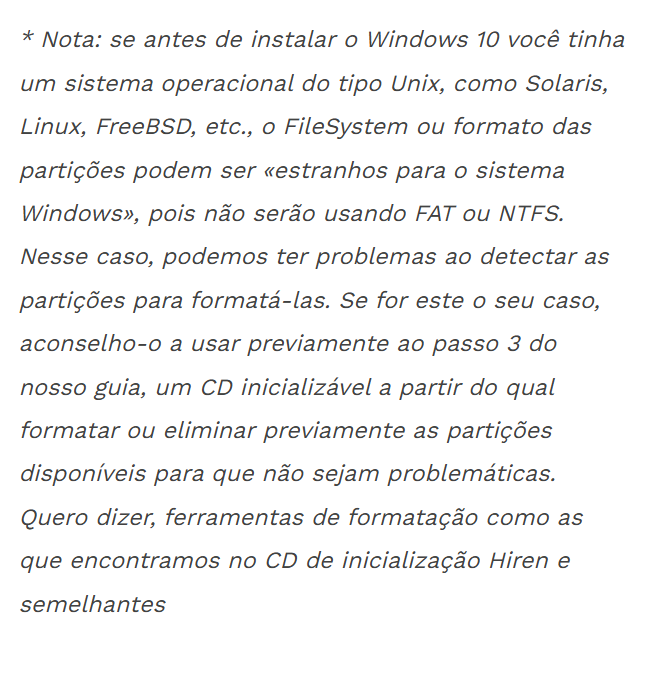 * Nota: se antes de instalar o Windows 10 você tinha
um sistema operacional do tipo Unix, como Solaris,
Linux, FreeBSD, etc., o FileSystem ou formato das
partições podem ser «estranhos para o sistema
Windows», pois não serão usando FAT ou NTFS.
Nesse caso, podemos ter problemas ao detectar as
partições para formatá-las. Se for este o seu caso,
aconselho-o a usar previamente ao passo 3 do
nosso guia, um CD inicializável a partir do qual
formatar ou eliminar previamente as partições
disponíveis para que não sejam problemáticas.
Quero dizer, ferramentas de formatação como as
que encontramos no CD de inicialização Hiren e
semelhantes